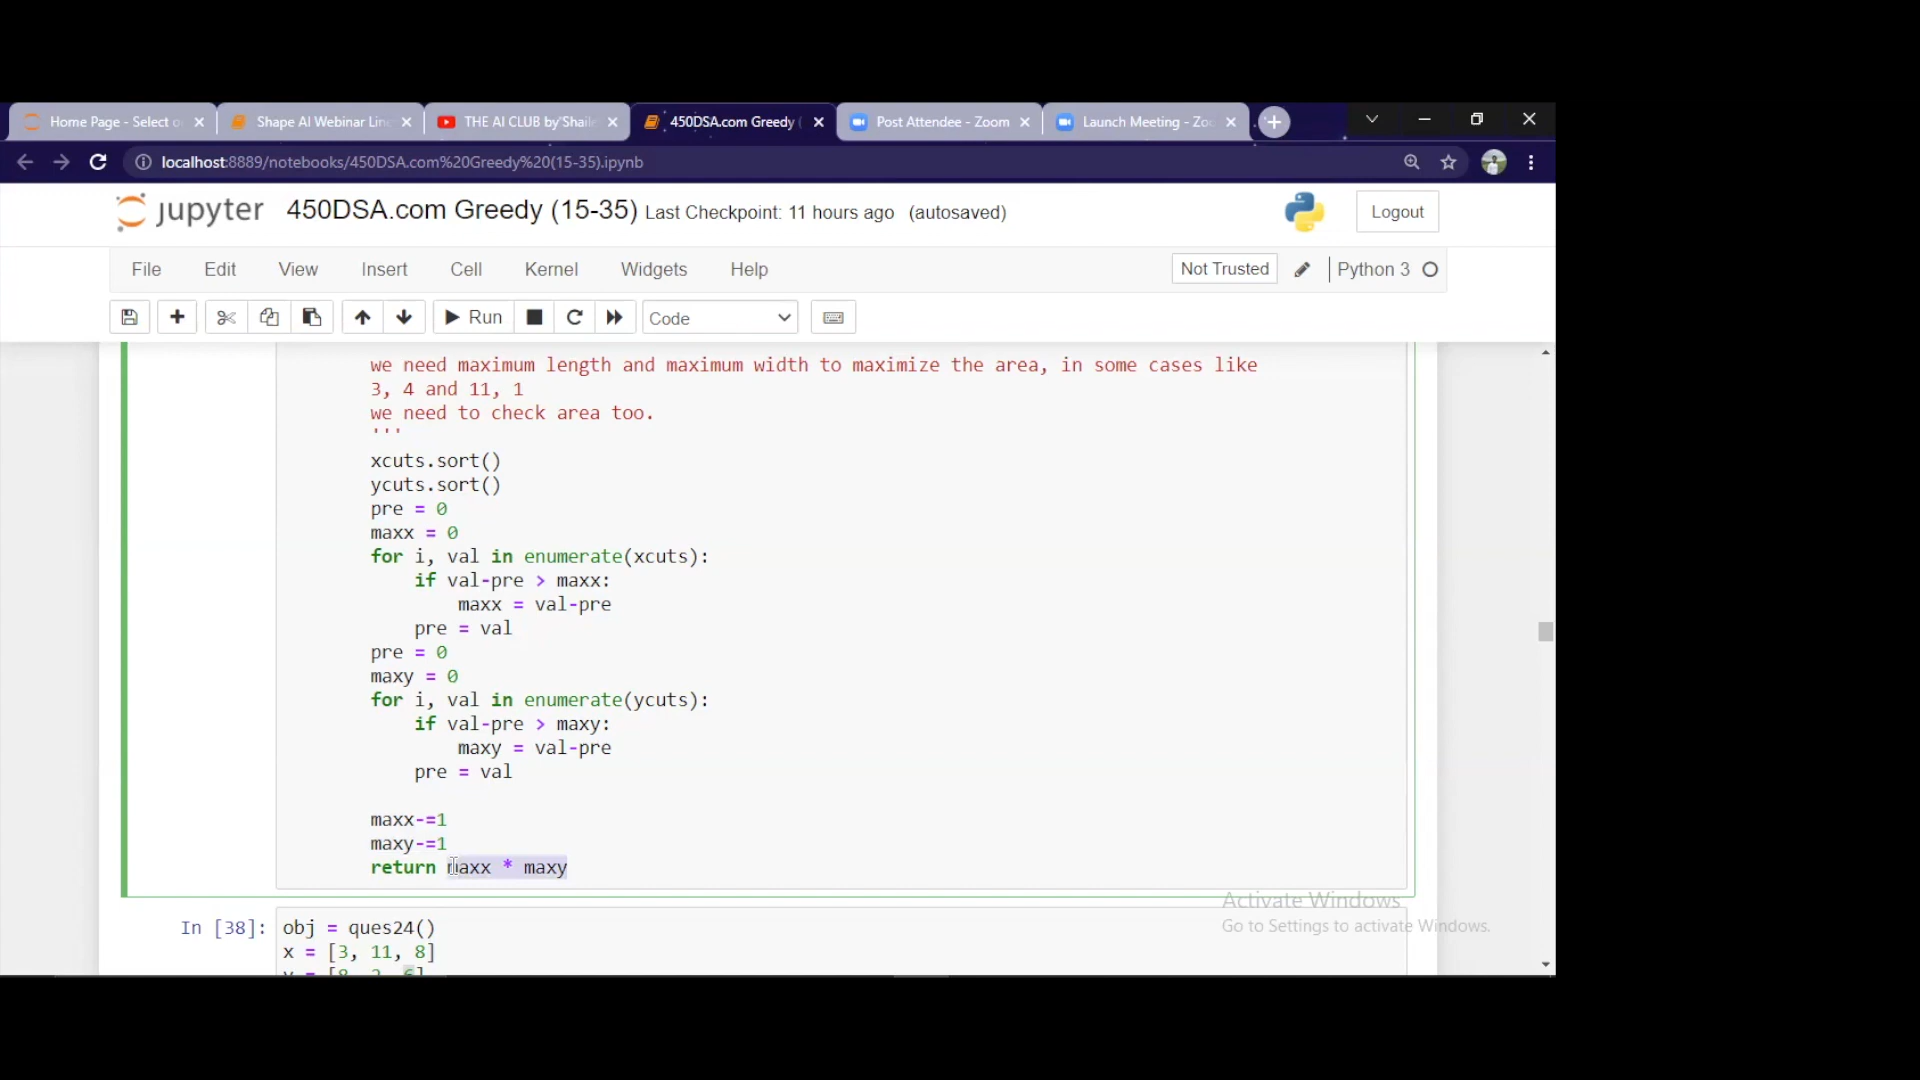 Home Page - Select o
Shape AI Webinar Line
THE AI CLUB by'Shaile
450DSA.com Greedy (
Post Attendee - Zoom
Launch Meeting - Zoo
localhost:8889/notebooks/450DSA.com%20Greedy%20(15-35).ipynb
jupyter 450DSA.com Greedy (15-35) Last Checkpoint: 11 hours ago (autosaved)
Logout
File Edit View Insert Cell Kernel Widgets Help
Not Trusted
Python 3
Run
Code
we need maximum length and maximum width to maximize the area, in some cases like
3, 4 and 11, 1
we need to check area too.
'''
xcuts.sort()
ycuts.sort()
pre = 0
maxx = 0
for i, val in enumerate(xcuts):
if val-pre > maxx:
maxx = val-pre
pre = val
pre = 0
maxy = 0
for i, val in enumerate(ycuts):
if val-pre > maxy:
maxy = val-pre
pre = val
maxx-=1
maxy-=1
return maxx * maxy
Activate Windows
Go to Settings to activate Windows.
In [38]: obj = ques24()
x = [3, 11, 8]